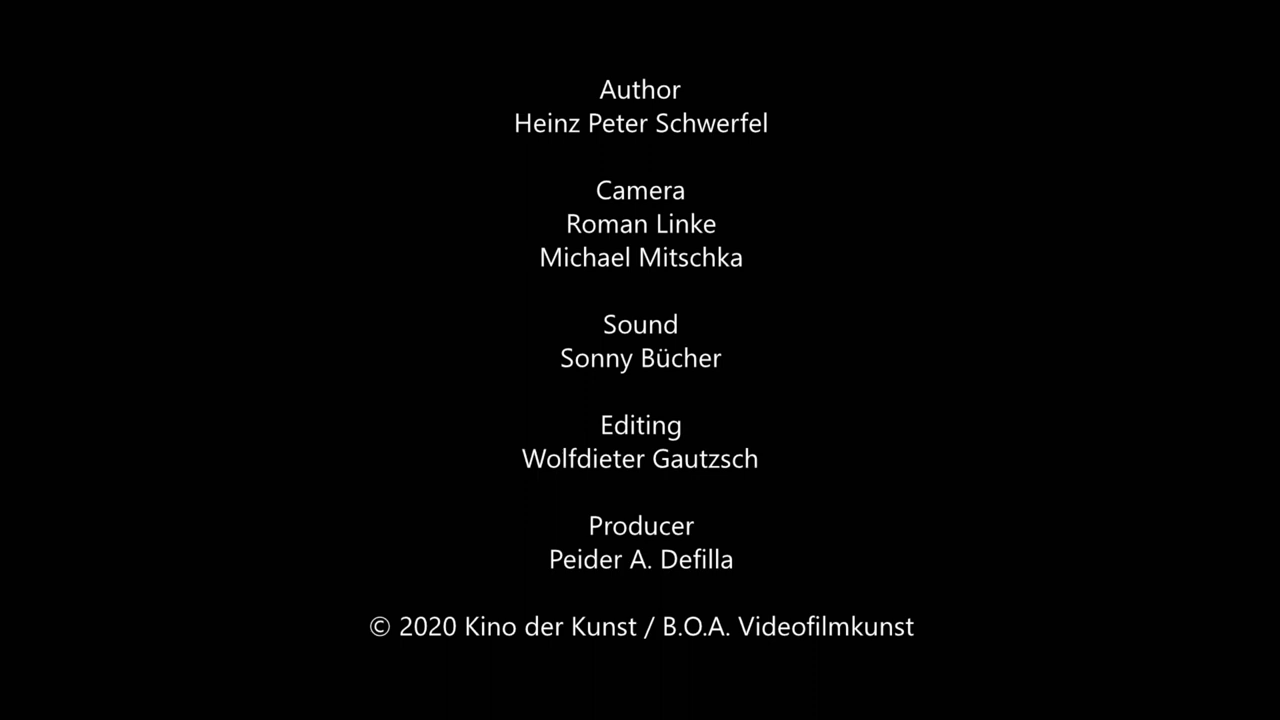 Author
Heinz Peter Schwerfel
Camera
Roman Linke
Michael Mitschka
Sound
Sonny Bücher
Editing
Wolfdieter Gautzsch
Producer
Peider A. Defilla
© 2020 Kino der Kunst / B.O.A. Videofilmkunst